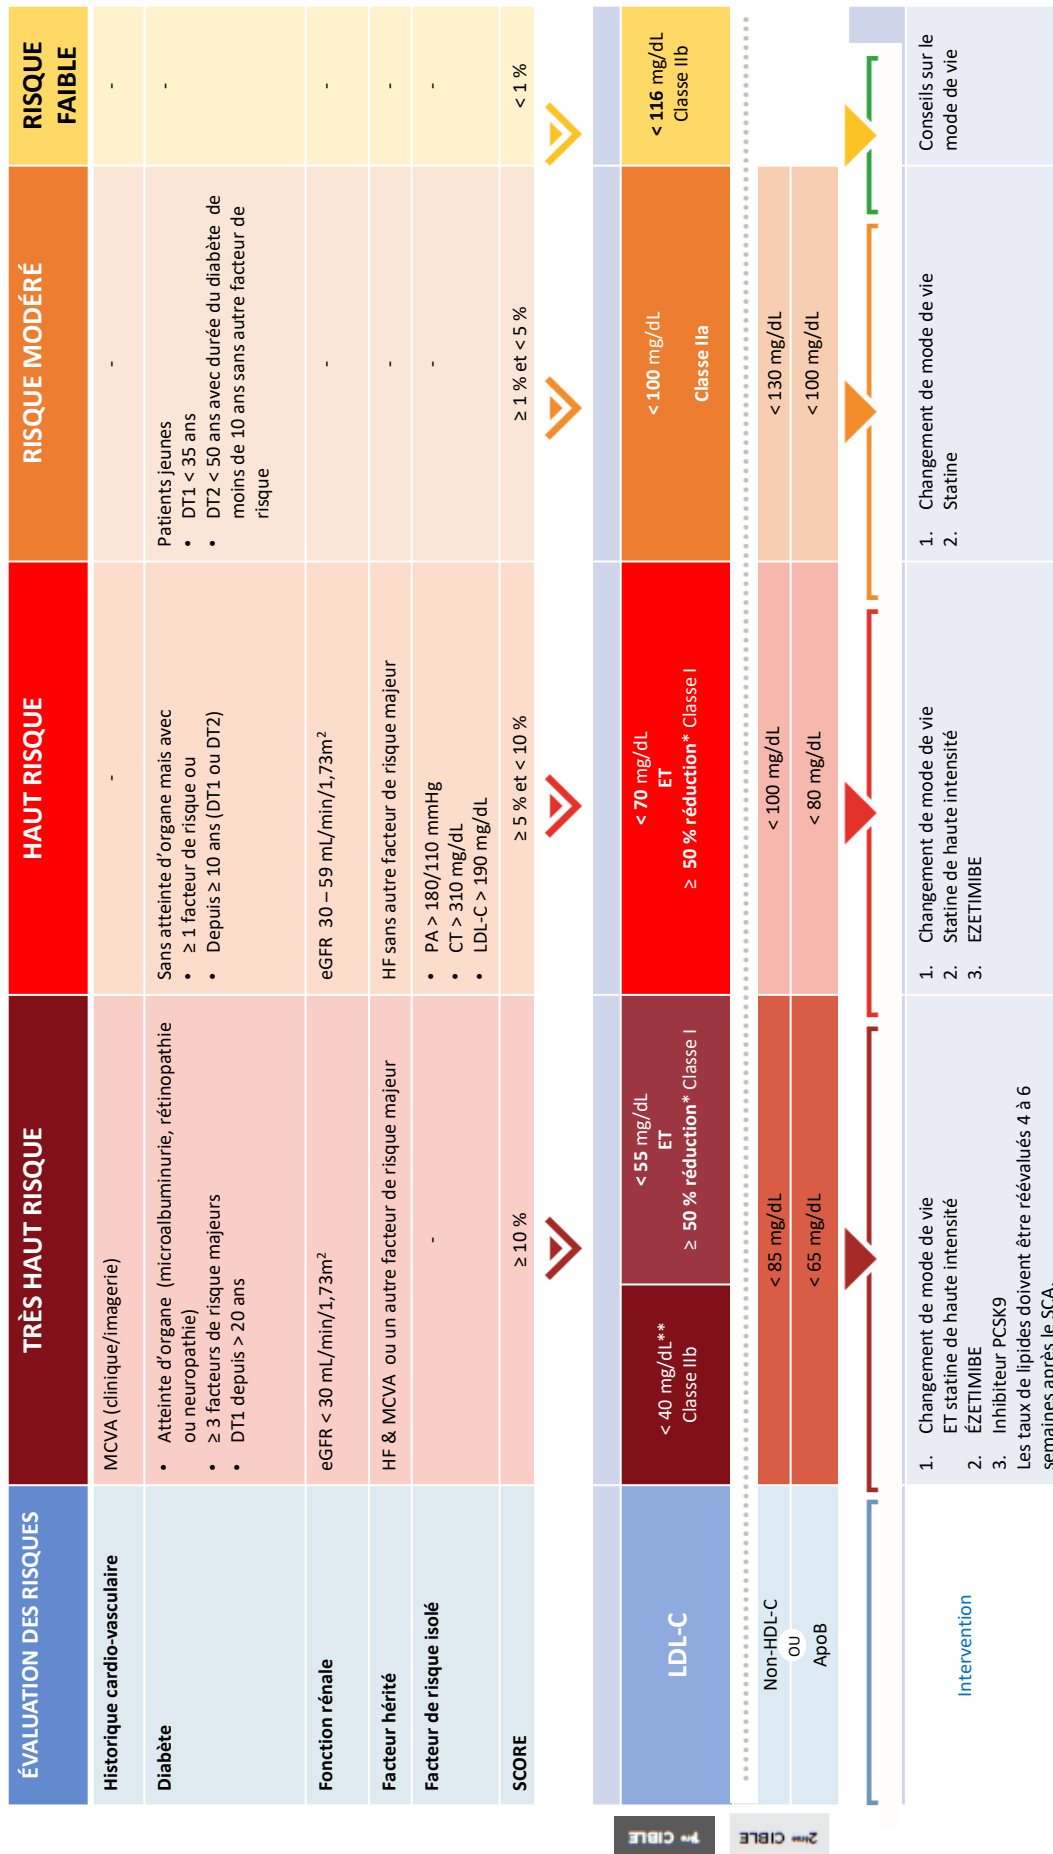 ÉVALUATION DES RISQUES
TRÈS HAUT RISQUE
HAUT RISQUE
RISQUE MODÉRÉ
RISQUE
FAIBLE
Historique cardio-vasculaire
MCVA (clinique/imagerie)
-
-
-
Diabète
• Atteinte d’organe (microalbuminurie, rétinopathie
ou neuropathie)
• ≥ 3 facteurs de risque majeurs
• DT1 depuis > 20 ans
Sans atteinte d’organe mais avec
• ≥ 1 facteur de risque ou
• Depuis ≥ 10 ans (DT1 ou DT2)
Patients jeunes
• DT1 < 35 ans
• DT2 < 50 ans avec durée du diabète de
moins de 10 ans sans autre facteur de
risque
-
Fonction rénale
eGFR < 30 mL/min/1,73m²
eGFR 30 – 59 mL/min/1,73m²
-
-
Facteur hérité
HF & MCVA ou un autre facteur de risque majeur
HF sans autre facteur de risque majeur
-
-
Facteur de risque isolé
-
• PA > 180/110 mmHg
• CT > 310 mg/dL
• LDL-C > 190 mg/dL
-
-
SCORE
≥ 10 %
≥ 5 % et < 10 %
≥ 1 % et < 5 %
< 1 %
1re CIBLE
LDL-C
< 40 mg/dL**
Classe IIb
< 55 mg/dL
ET
≥ 50 % réduction* Classe I
< 70 mg/dL
ET
≥ 50 % réduction* Classe I
< 100 mg/dL
Classe IIa
< 116 mg/dL
Classe IIb
2ème CIBLE
Non-HDL-C
OU
ApoB
< 85 mg/dL
< 65 mg/dL
< 100 mg/dL
< 80 mg/dL
< 130 mg/dL
< 100 mg/dL
Intervention
1. Changement de mode de vie
ET statine de haute intensité
2. ÉZETIMIBE
3. Inhibiteur PCSK9
Les taux de lipides doivent être réévalués 4 à 6
semaines après le SCA.
1. Changement de mode de vie
2. Statine de haute intensité
3. EZETIMIBE
1. Changement de mode de vie
2. Statine
Conseils sur le
mode de vie